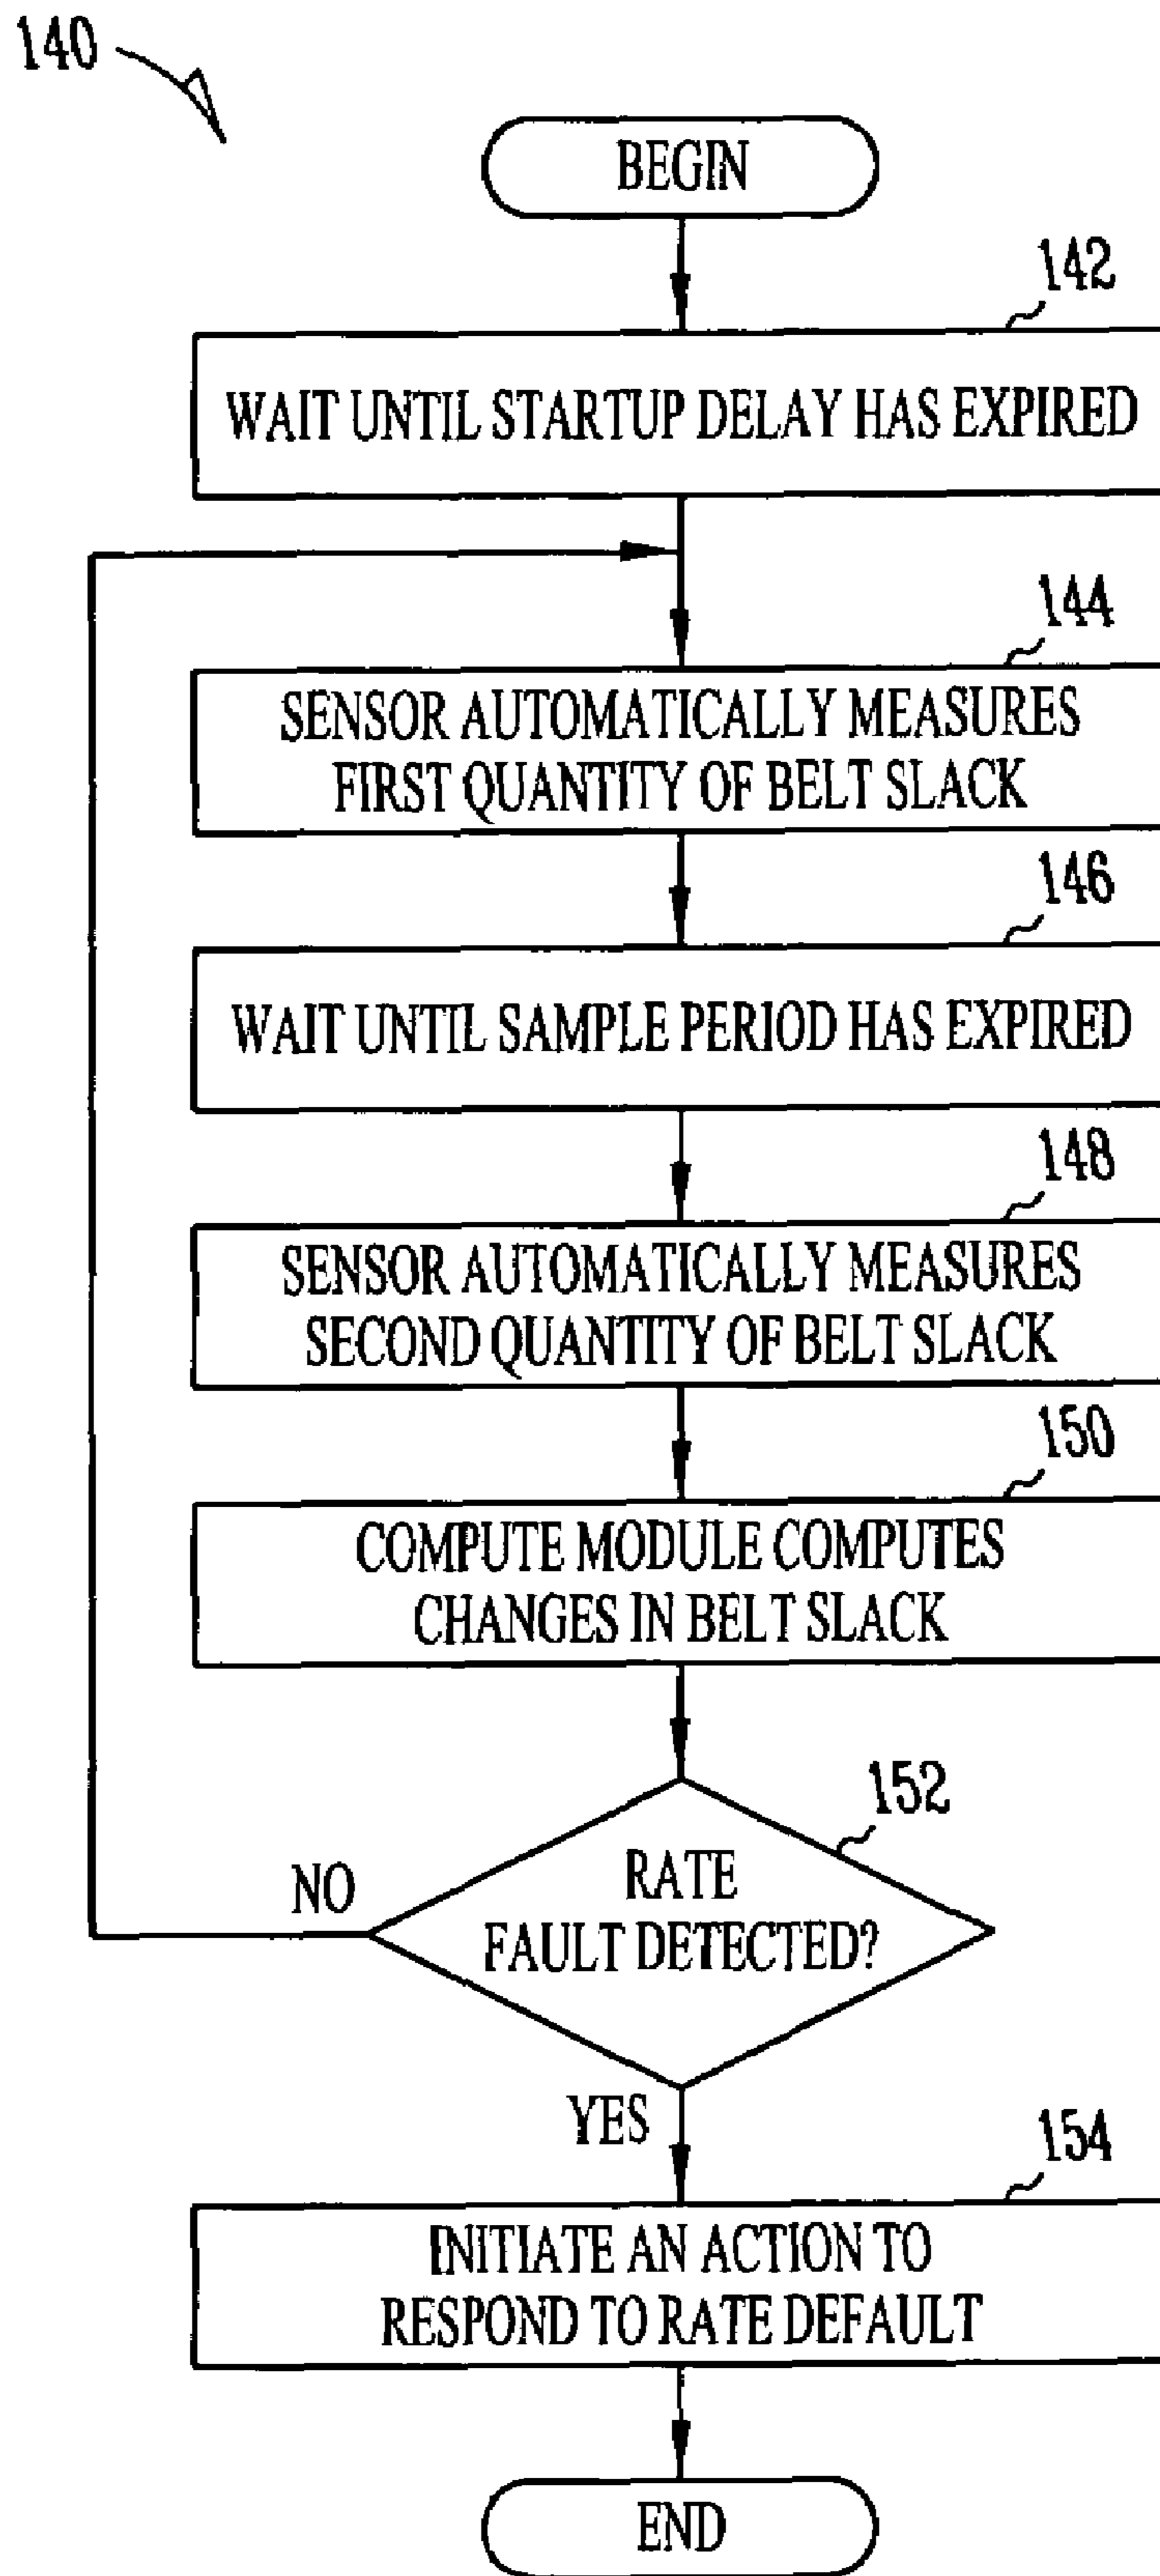 140
BEGIN
142
WAIT UNTIL STARTUP DELAY HAS EXPIRED
144
SENSOR AUTOMATICALLY MEASURES
FIRST QUANTITY OF BELT SLACK
146
WAIT UNTIL SAMPLE PERIOD HAS EXPIRED
148
SENSOR AUTOMATICALLY MEASURES
SECOND QUANTITY OF BELT SLACK
150
COMPUTE MODULE COMPUTES
CHANGES IN BELT SLACK
152
RATE
FAULT DETECTED?
NO
YES
154
INITIATE AN ACTION TO
RESPOND TO RATE DEFAULT
END